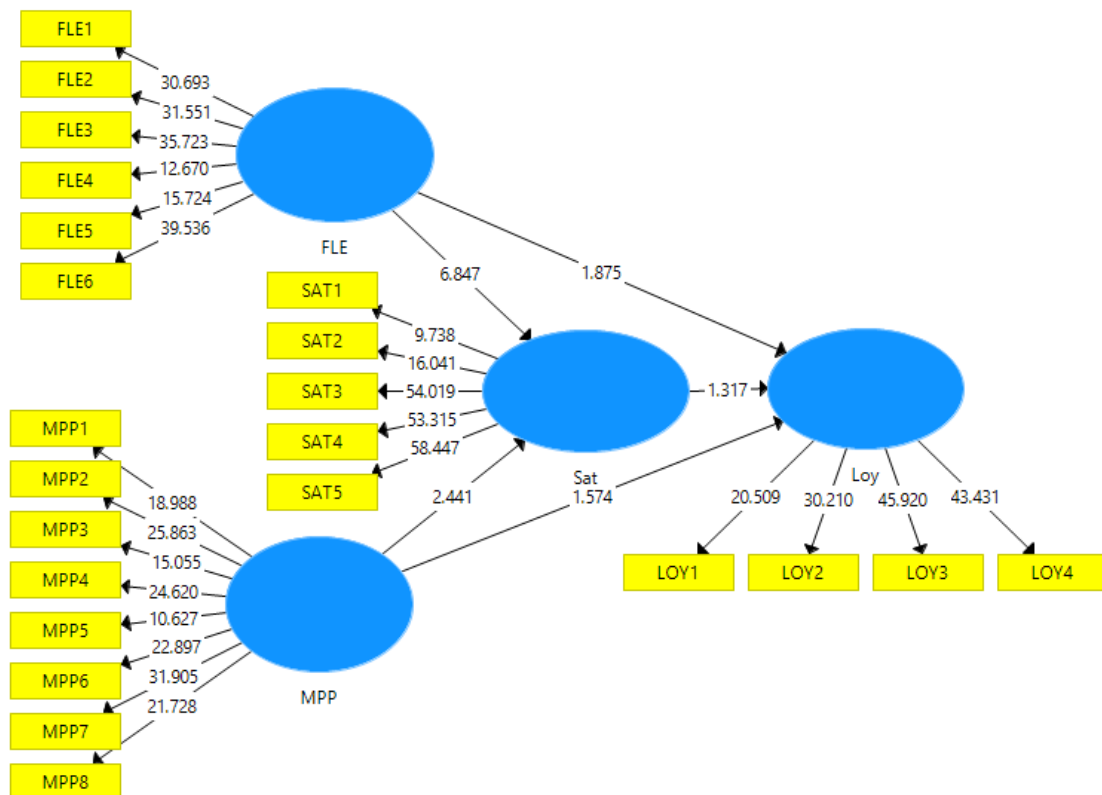 FLE1
FLE2
FLE3
FLE4
FLE5
FLE6
30.693
31.551
35.723
12.670
15.724
39.536
FLE
6.847
1.875
SAT1
SAT2
SAT3
SAT4
SAT5
9.738
16.041
54.019
53.315
58.447
Sat
1.317
Loy
2.441
1.574
MPP1
MPP2
MPP3
MPP4
MPP5
MPP6
MPP7
MPP8
18.988
25.863
15.055
24.620
10.627
22.897
31.905
21.728
MPP
20.509
30.210
45.920
43.431
LOY1
LOY2
LOY3
LOY4